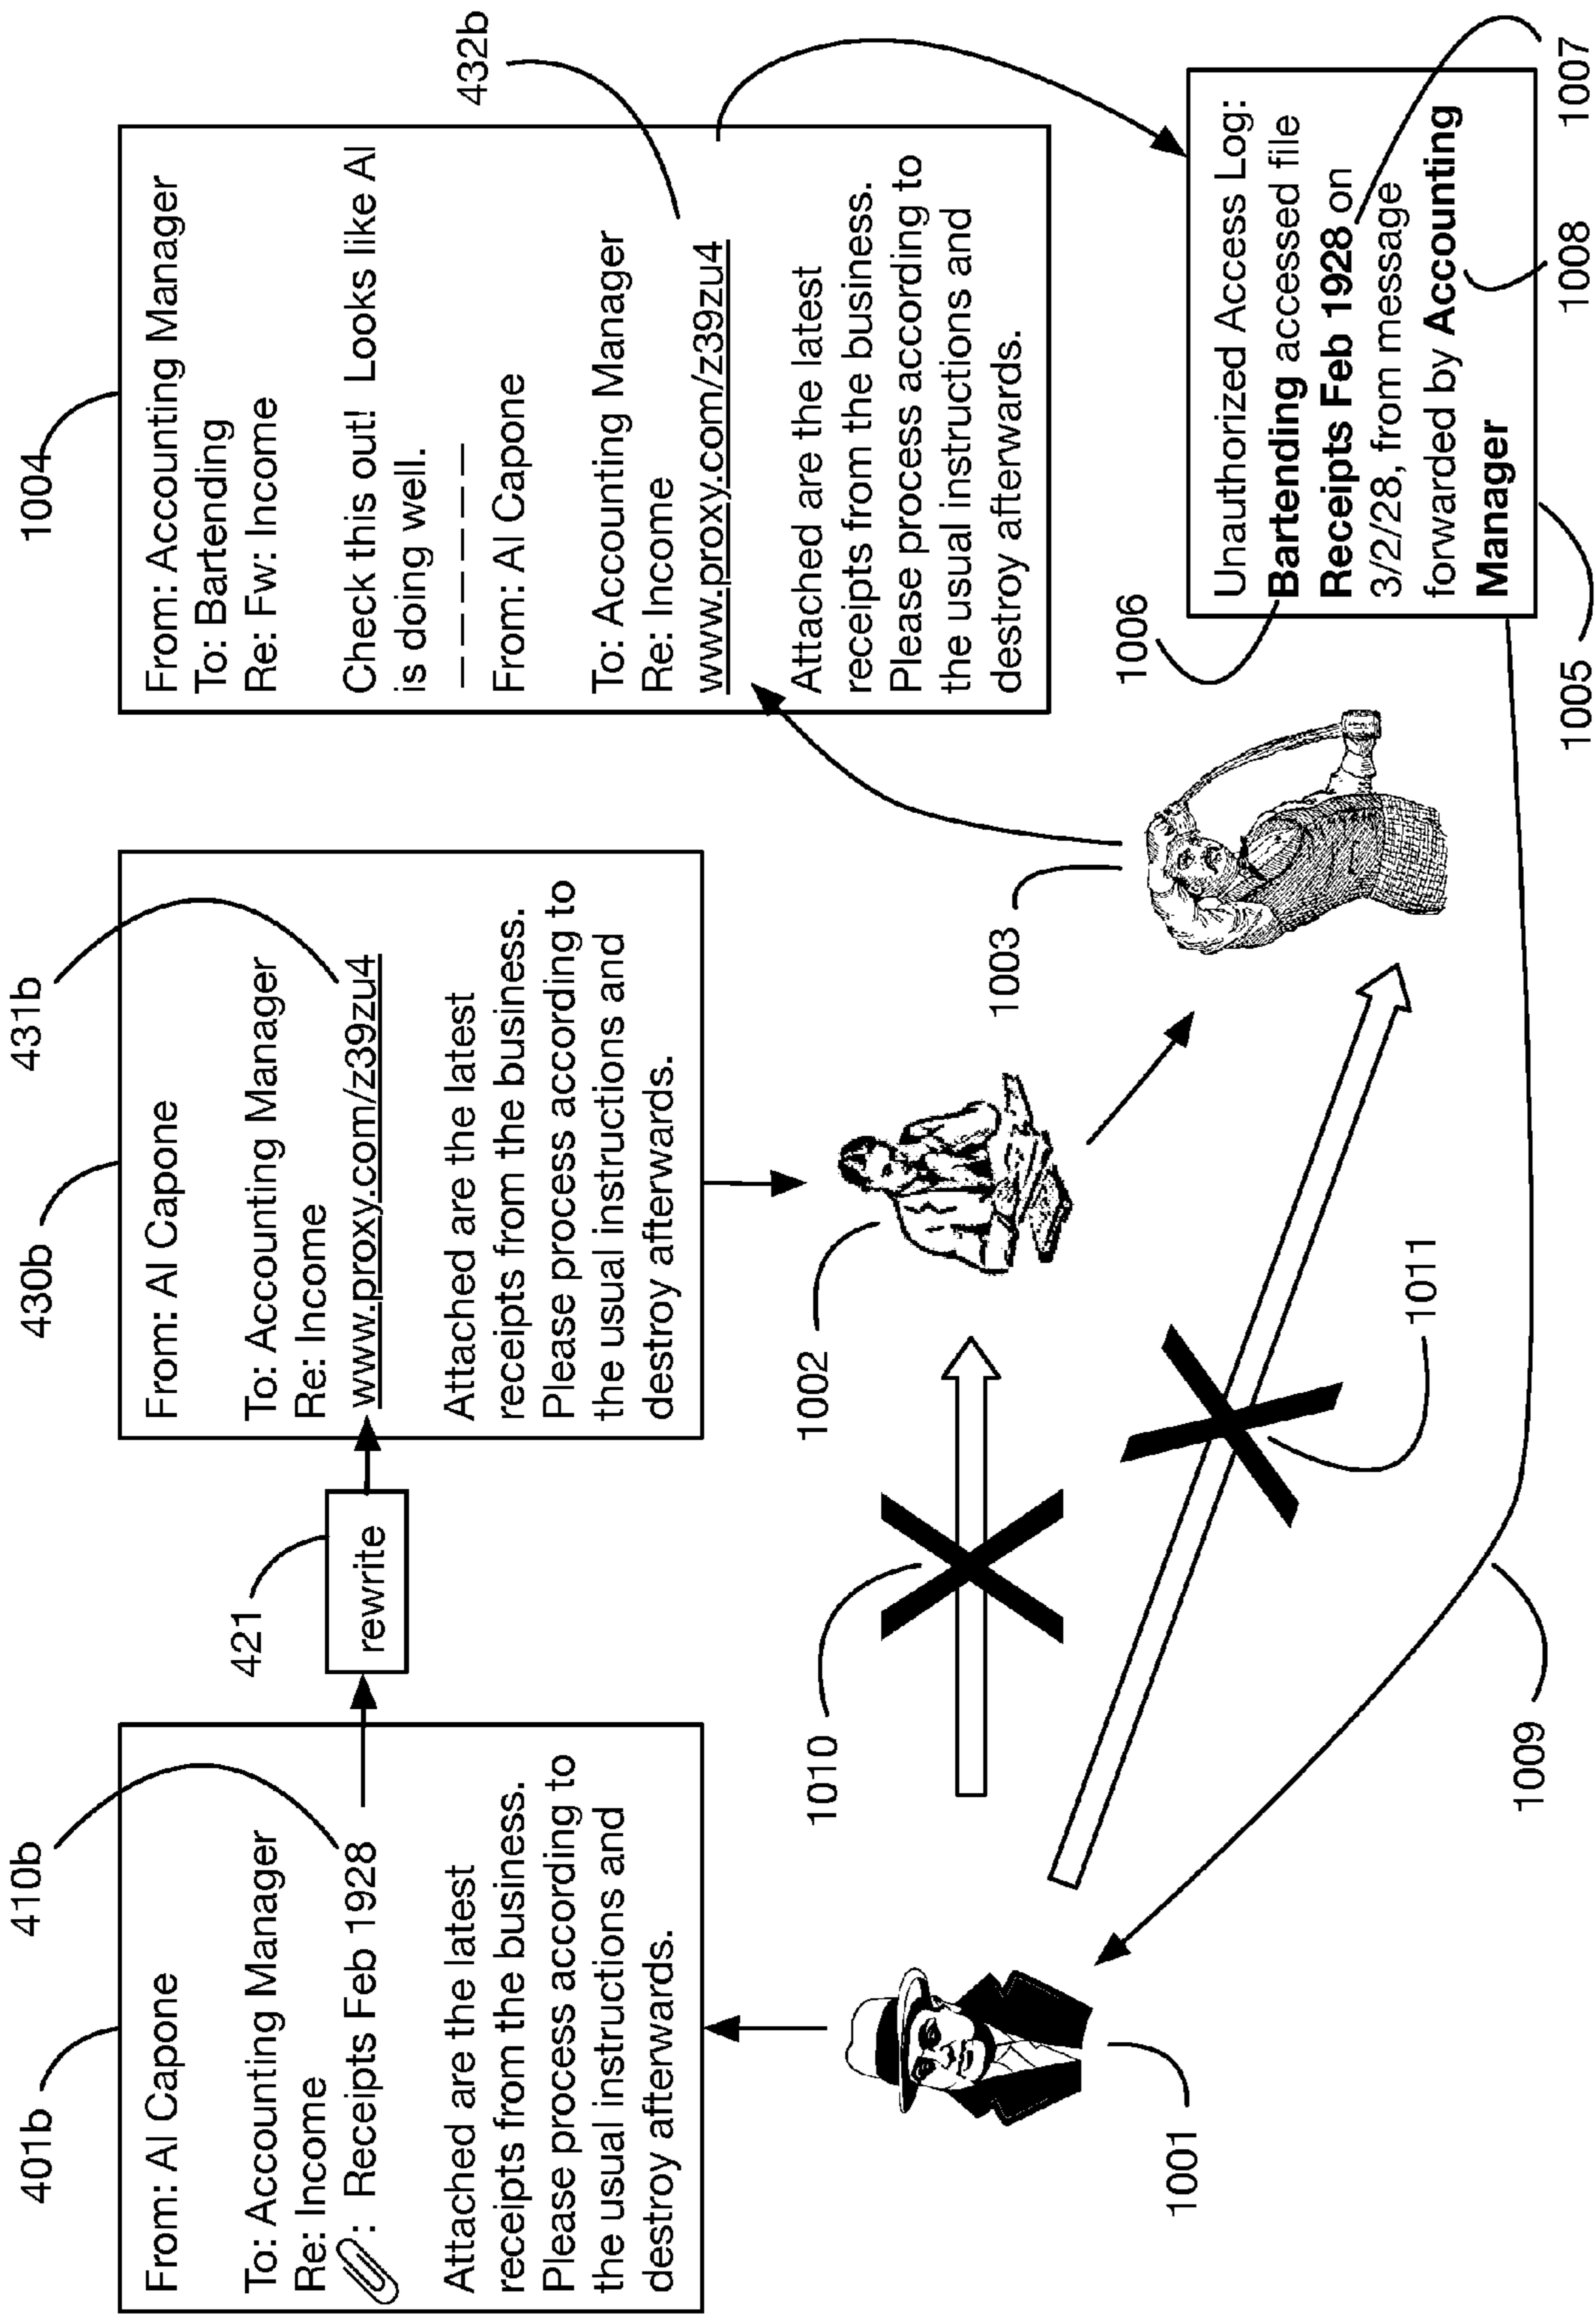 401b
From: Al Capone
To: Accounting Manager
Re: Income
: Receipts Feb 1928
Attached are the latest
receipts from the business.
Please process according to
the usual instructions and
destroy afterwards.
410b
421
rewrite
430b
From: Al Capone
To: Accounting Manager
Re: Income
www.proxy.com/z39zu4
Attached are the latest
receipts from the business.
Please process according to
the usual instructions and
destroy afterwards.
431b
1004
From: Accounting Manager
To: Bartending
Re: Fw: Income
Check this out! Looks like Al
is doing well.
_ _ _ _ _ _ _
From: Al Capone
To: Accounting Manager
Re: Income
www.proxy.com/z39zu4
Attached are the latest
receipts from the business.
Please process according to
the usual instructions and
destroy afterwards.
432b
1001
1010
1002
1003
1011
1009
1006
Unauthorized Access Log:
Bartending accessed file
Receipts Feb 1928 on
3/2/28, from message
forwarded by Accounting
Manager
1005
1008
1007